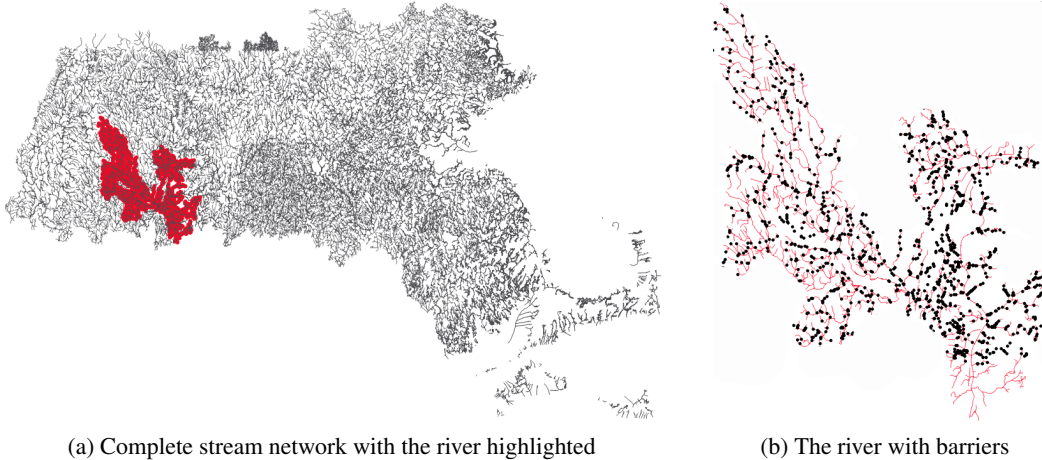 (a) Complete stream network with the river highlighted
(b) The river with barriers